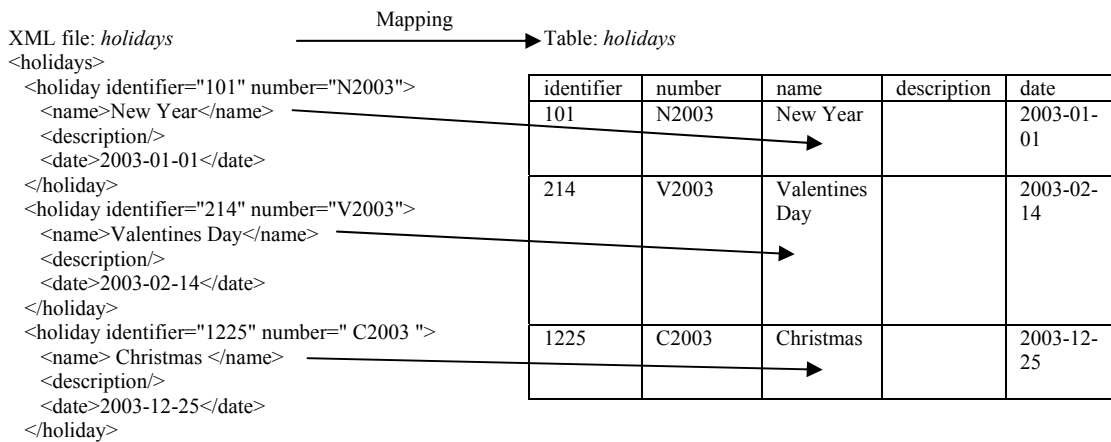 Mapping
XML file: holidays
Table: holidays
<holidays>
<holiday identifier="101" number="N2003">
<name>New Year</name>
<description/>
<date>2003-01-01</date>
</holiday>
<holiday identifier="214" number="V2003">
<name>Valentines Day</name>
<description/>
<date>2003-02-14</date>
</holiday>
<holiday identifier="1225" number=" C2003 ">
<name> Christmas </name>
<description/>
<date>2003-12-25</date>
</holiday>
identifier number name description date
101 N2003 New Year 2003-01-
01
214 V2003 Valentines 2003-02-
Day 14
1225 C2003 Christmas 2003-12-
25